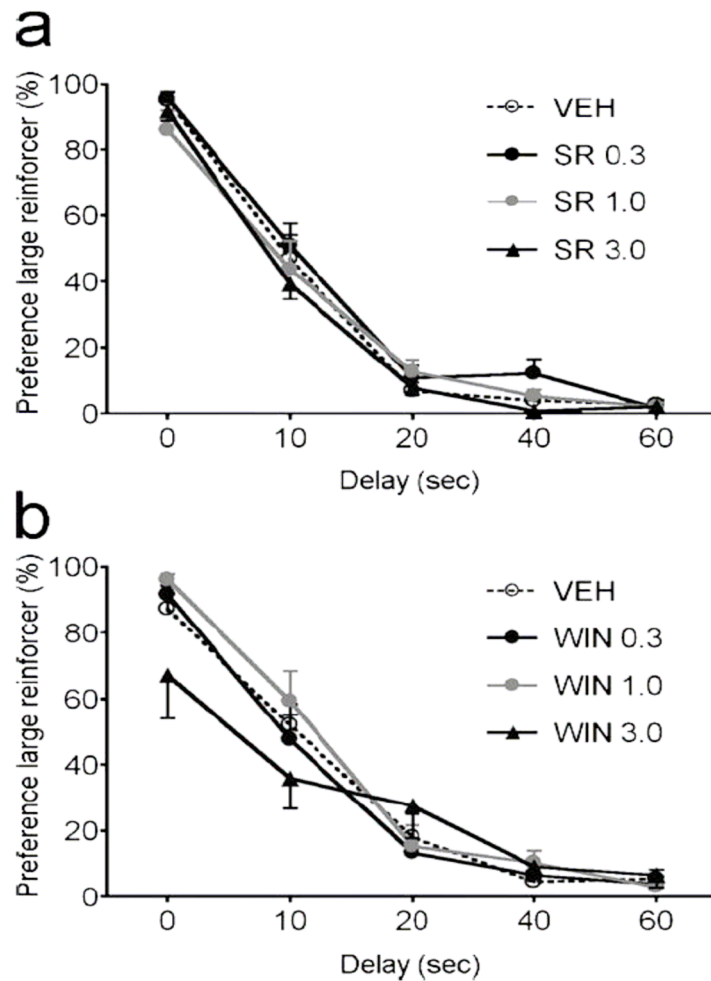 a
Preference large reinforcer (%)
100
80
60
40
20
0
VEH
SR 0.3
SR 1.0
SR 3.0
0 10 20 40 60
Delay (sec)
b
Preference large reinforcer (%)
100
80
60
40
20
0
VEH
WIN 0.3
WIN 1.0
WIN 3.0
0 10 20 40 60
Delay (sec)